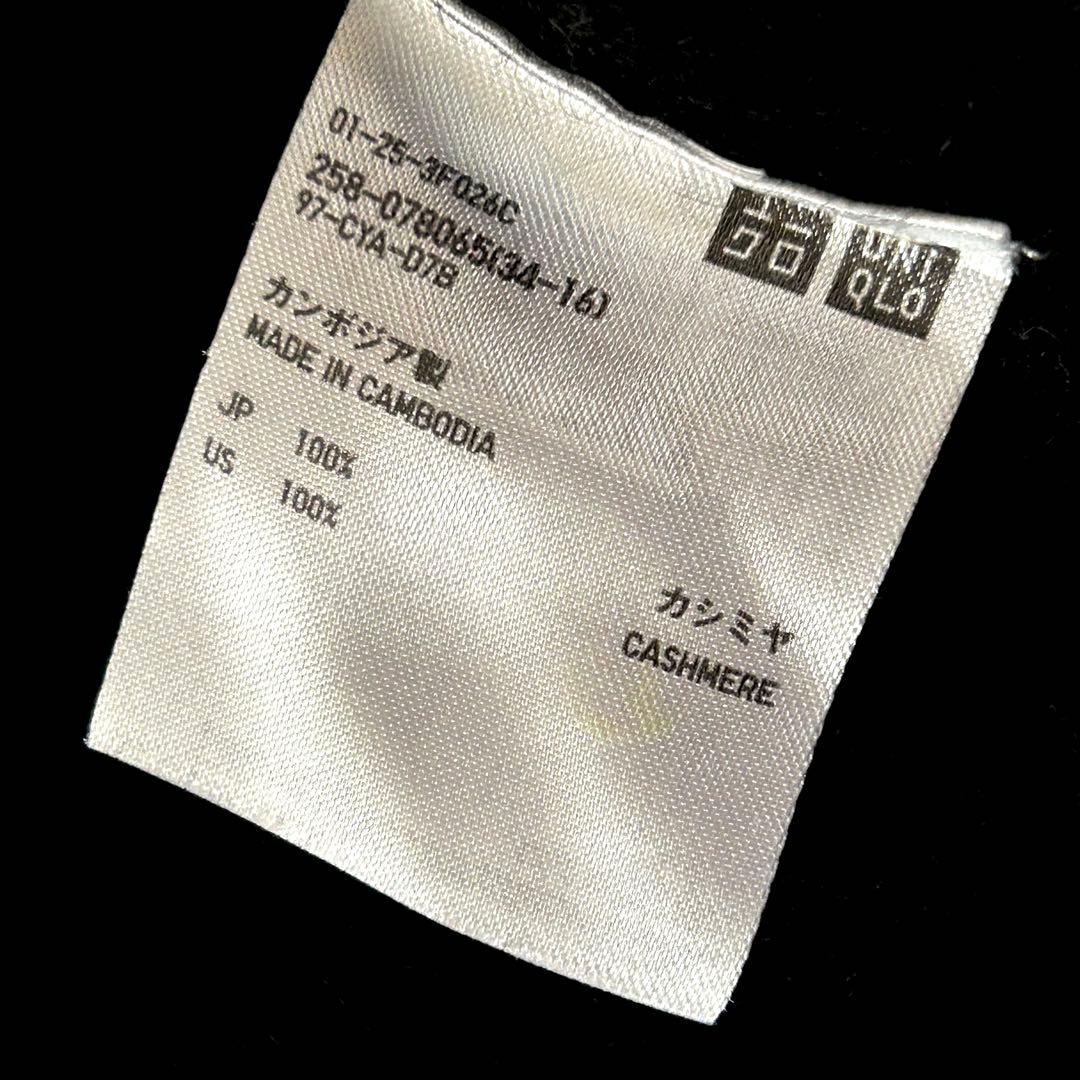 01-25-3F026C
258-078065(34-16)
97-CYA-D7B
ユニ
クロ
UNI
QLO
カンボジア製
MADE IN CAMBODIA
JP 100%
US 100%
カシミヤ
CASHMERE